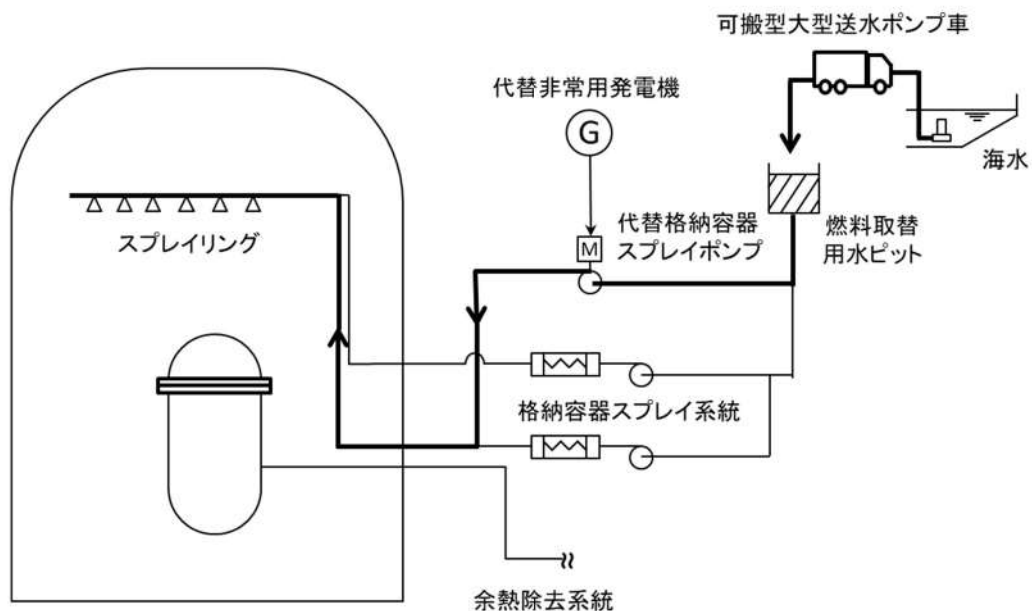 可搬型大型送水ポンプ車
代替非常用発電機
G
海水
代替格納容器
スプレイポンプ
M
燃料取替
用水ピット
スプレイリング
格納容器スプレイ系統
余熱除去系統